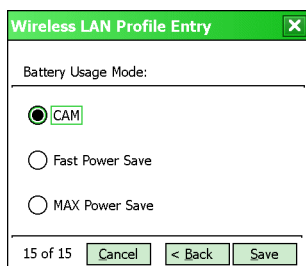 Wireless LAN Profile Entry
Battery Usage Mode:
CAM
Fast Power Save
MAX Power Save
15 of 15 Cancel < Back Save